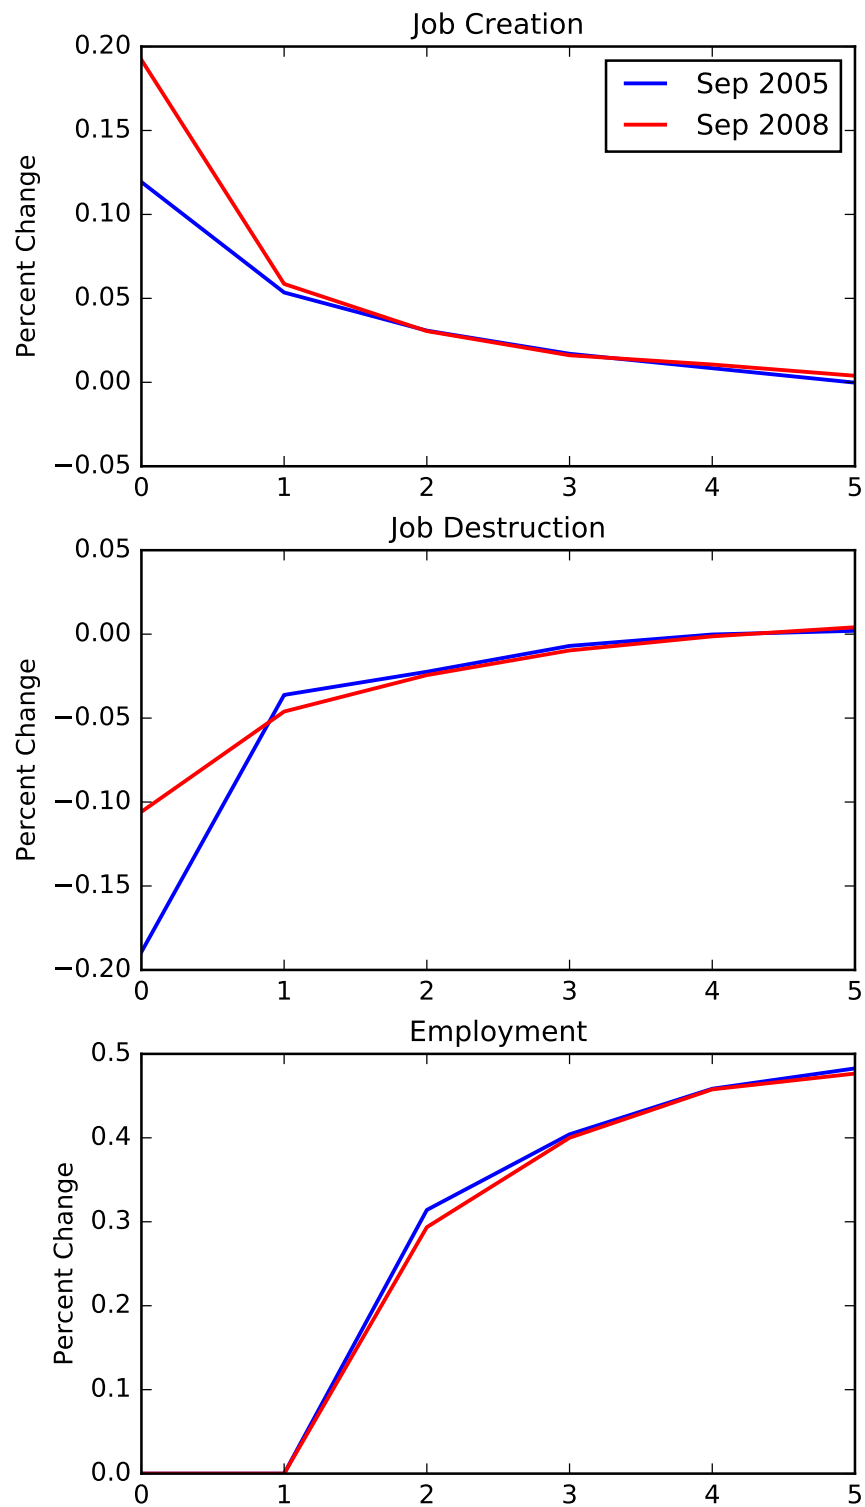 Job Creation
0.20
0.15
0.10
0.05
0.00
−0.05
Percent Change
Sep 2005
Sep 2008
0 1 2 3 4 5
Job Destruction
0.05
0.00
−0.05
−0.10
−0.15
−0.20
Percent Change
0 1 2 3 4 5
Employment
0.5
0.4
0.3
0.2
0.1
0.0
Percent Change
0 1 2 3 4 5